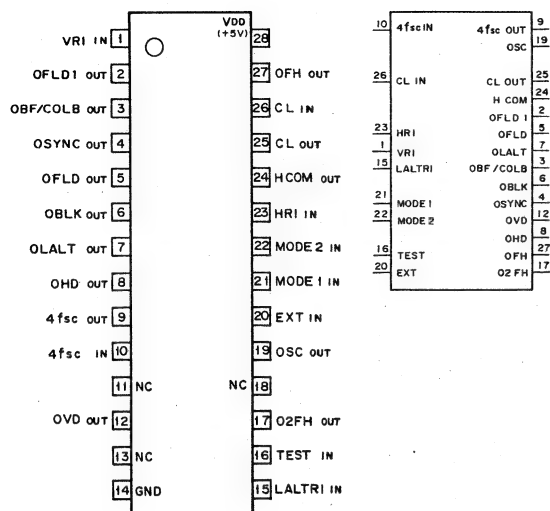 VDD
(+5V)
VRI IN 1
28
OFLD1 OUT 2
27 OFH OUT
OBF/COLB OUT 3
26 CL IN
OSYNC OUT 4
25 CL OUT
OFLD OUT 5
24 HCOM OUT
OBLK OUT 6
23 HRI IN
OLALT OUT 7
22 MODE 2 IN
OHD OUT 8
21 MODE 1 IN
4fsc OUT 9
20 EXT IN
4fsc IN 10
19 OSC OUT
11 NC
NC 18
OVD OUT 12
17 O2FH OUT
13 NC
16 TEST IN
14 GND
15 LALTRI IN
10 4fsc IN
4fsc OUT 9
OSC 19
26 CL IN
CL OUT 25
H COM 24
OFLD 1 2
23 HRI
OFLD 5
1 VRI
OLALT 7
15 LALTRI
OBF/COLB 3
OBLK 6
21 MODE 1
OSYNC 4
22 MODE 2
OVD 12
OHD 8
16 TEST
OFH 27
20 EXT
O2 FH 17